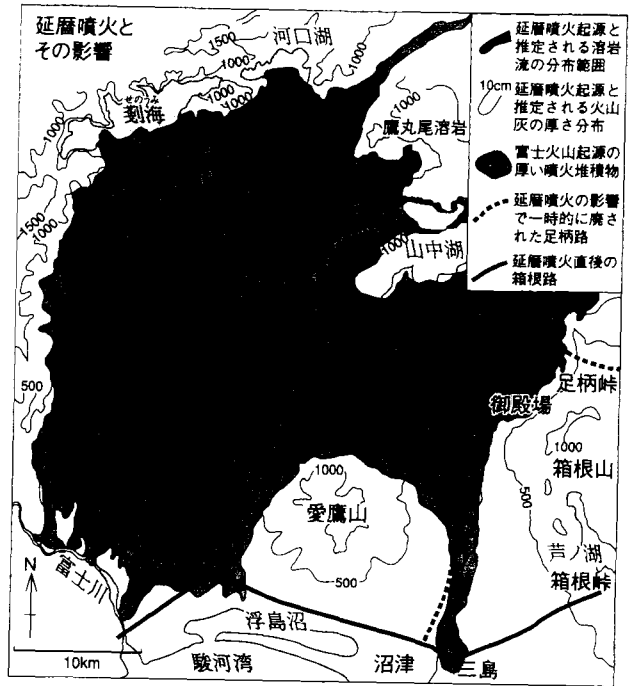 延暦噴火と
その影響
河口湖
1500
1000
1000
1000
せのうみ
剗海
1000
1000
1000
1000
鷹丸尾溶岩
1500
1000
1000
山中湖
500
足柄峠
御殿場
1000
箱根山
500
1000
愛鷹山
500
芦ノ湖
箱根峠
富士川
N
10km
浮島沼
駿河湾
沼津
三島
延暦噴火起源と
推定される溶岩
流の分布範囲
10cm
延暦噴火起源と
推定される火山
灰の厚さ分布
富士火山起源の
厚い噴火堆積物
延暦噴火の影響
で一時的に廃
された足柄路
延暦噴火直後の
箱根路